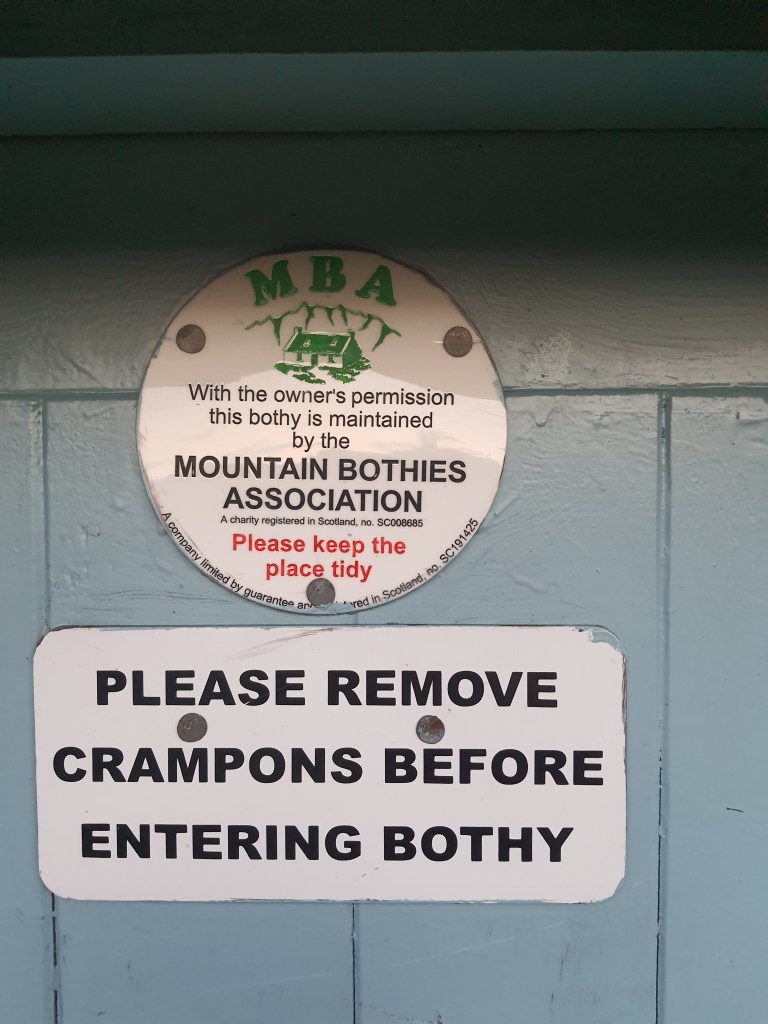 MBA
With the owner's permission
this bothy is maintained
by the
MOUNTAIN BOTHIES
ASSOCIATION
A charity registered in Scotland, no. SC008685
Please keep the
place tidy
A company limited by guarantee in Scotland, no. SC191425
PLEASE REMOVE
CRAMPONS BEFORE
ENTERING BOTHY